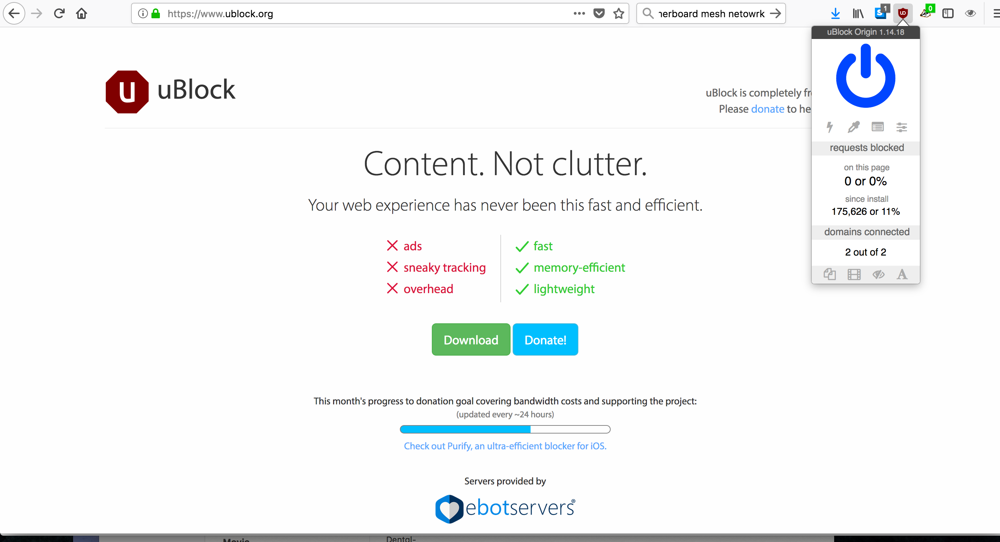 https://www.ublock.org
nerboard mesh netowrk
S 1
uo
0
uBlock Origin 1.14.18
u uBlock
uBlock is completely
Please donate to
requests blocked
on this page
0 or 0%
since install
175,626 or 11%
domains connected
2 out of 2
A
Content. Not clutter.
Your web experience has never been this fast and efficient.
ads
sneaky tracking
overhead
fast
memory-efficient
lightweight
Download
Donate!
This month's progress to donation goal covering bandwidth costs and supporting the project:
(updated every ~24 hours)
Check out Purify, an ultra-efficient blocker for iOS.
Servers provided by
ebotservers®
Movie
Dental-